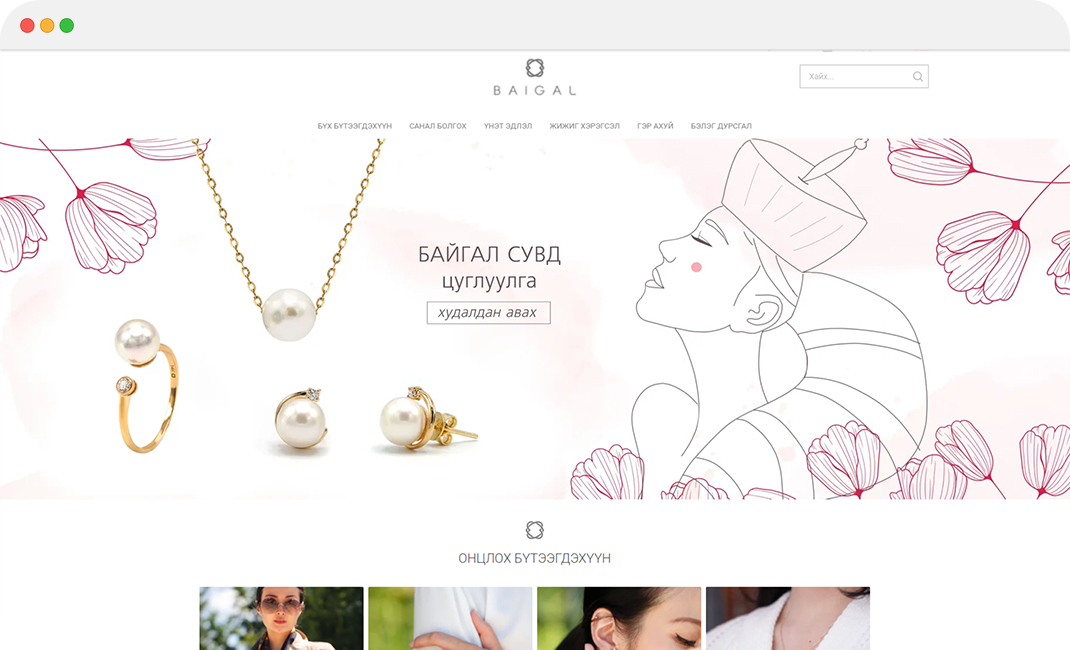 BAIGAL
Хайх...
БҮХ БҮТЭЭГДЭХҮҮН САНАЛ БОЛГОХ ҮНЭТ ЭДЛЭЛ ЖИЖИГ ХЭРЭГСЭЛ ГЭР АХУЙ БЭЛЭГ ДУРСГАЛ
БАЙГАЛ СУВД
цуглуулга
худалдан авах
ОНЦЛОХ БҮТЭЭГДЭХҮҮН